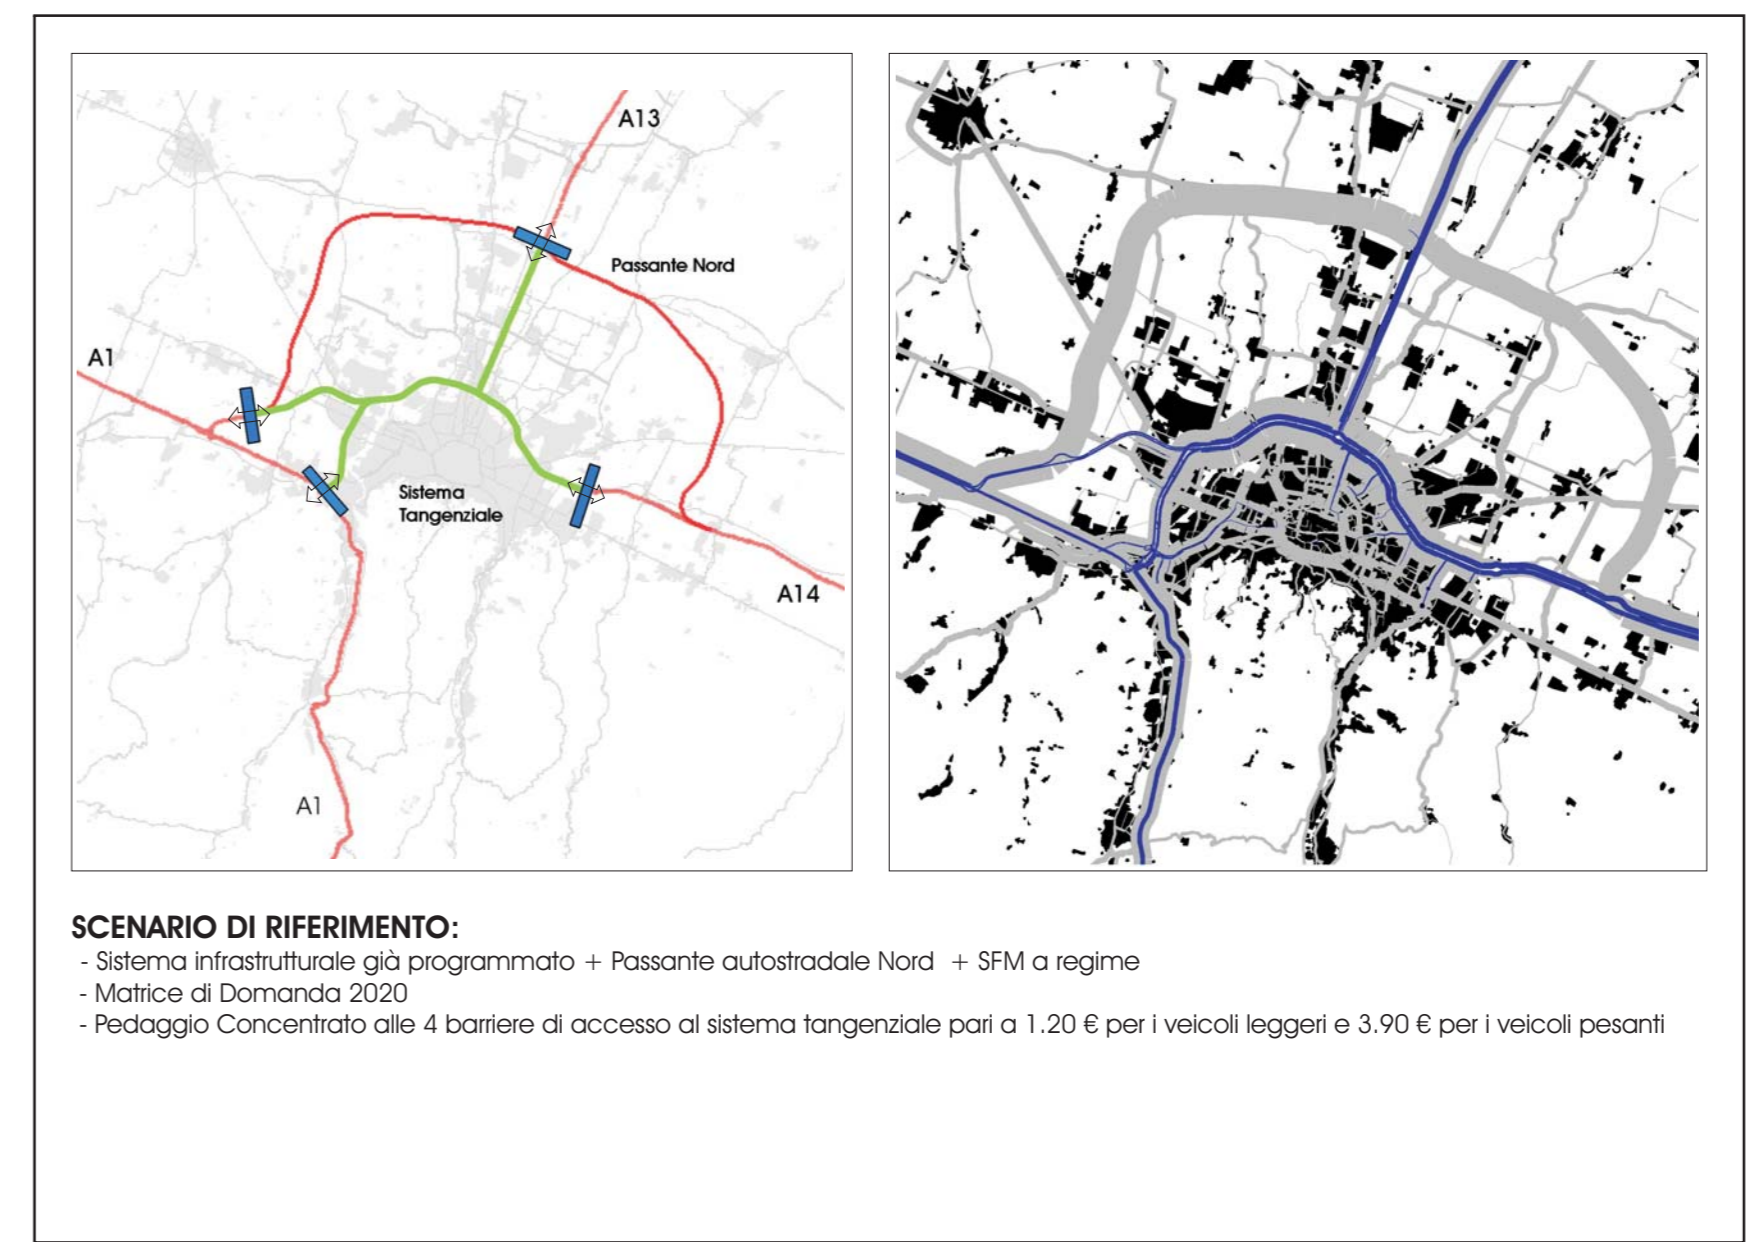 A13
Passante Nord
A1
Sistema
Tangenziale
A14
A1
SCENARIO DI RIFERIMENTO:
- Sistema infrastrutturale già programmato + Passante autostradale Nord + SFM a regime
- Matrice di Domanda 2020
- Pedaggio Concentrato alle 4 barriere di accesso al sistema tangenziale pari a 1.20 € per i veicoli leggeri e 3.90 € per i veicoli pesanti